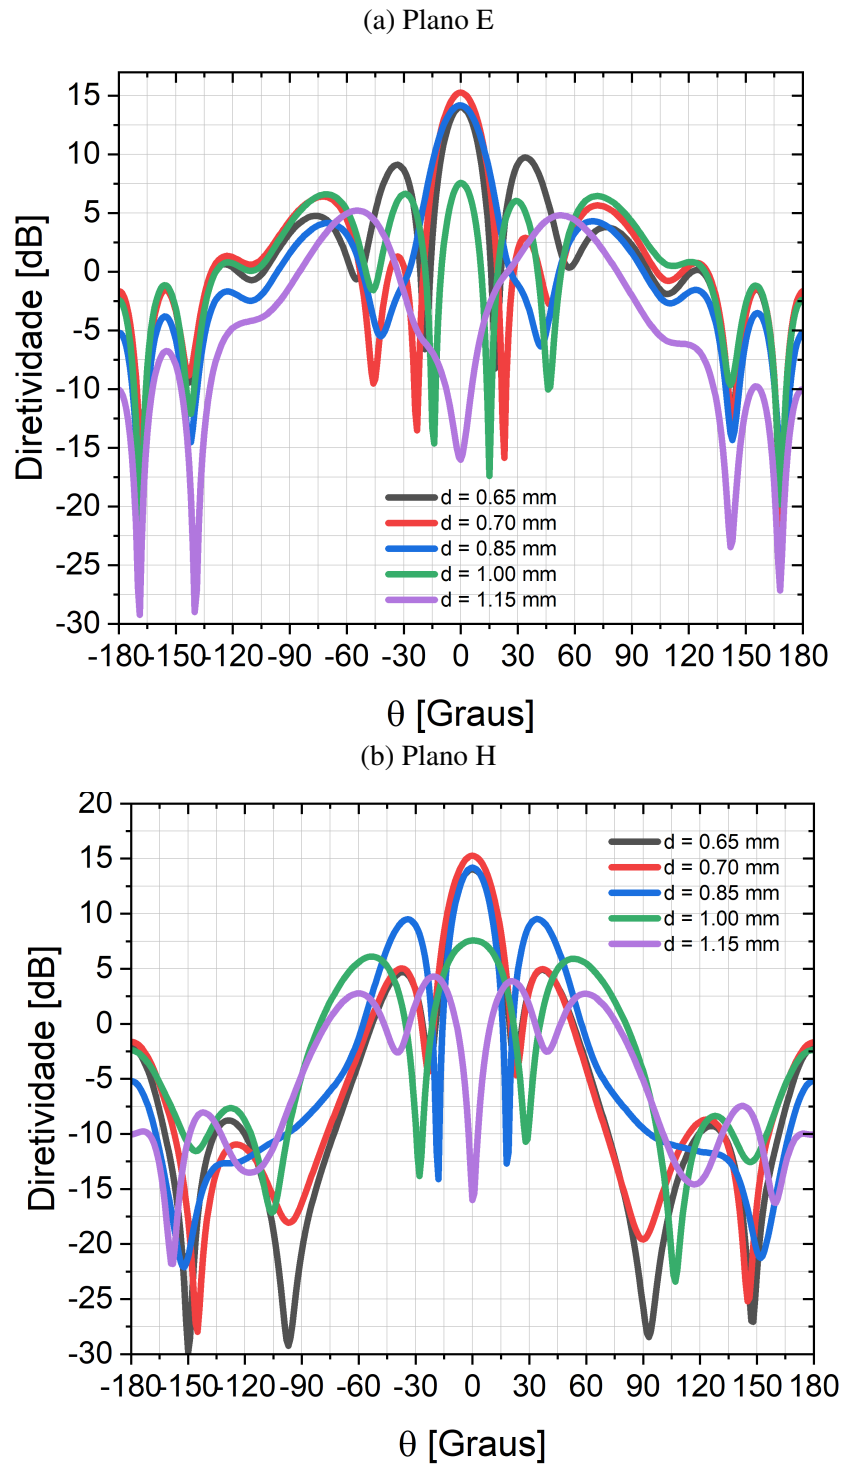 (a) Plano E
15
10
5
0
-5
-10
-15
-20
-25
-30
Diretividade [dB]
d = 0.65 mm
d = 0.70 mm
d = 0.85 mm
d = 1.00 mm
d = 1.15 mm
-180 -150 -120 -90 -60 -30 0 30 60 90 120 150 180
θ [Graus]
(b) Plano H
20
15
10
5
0
-5
-10
-15
-20
-25
-30
Diretividade [dB]
d = 0.65 mm
d = 0.70 mm
d = 0.85 mm
d = 1.00 mm
d = 1.15 mm
-180 -150 -120 -90 -60 -30 0 30 60 90 120 150 180
θ [Graus]